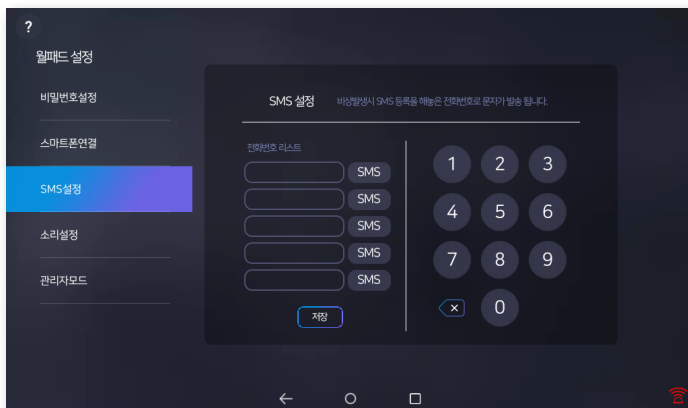 ?
월패드 설정
비밀번호설정
스마트폰연결
SMS설정
소리설정
관리자모드
SMS 설정 비상발생시 SMS 등록을 해놓은 전화번호로 문자가 발송 됩니다.
전화번호 리스트
SMS
SMS
SMS
SMS
SMS
저장
1 2 3
4 5 6
7 8 9
× 0